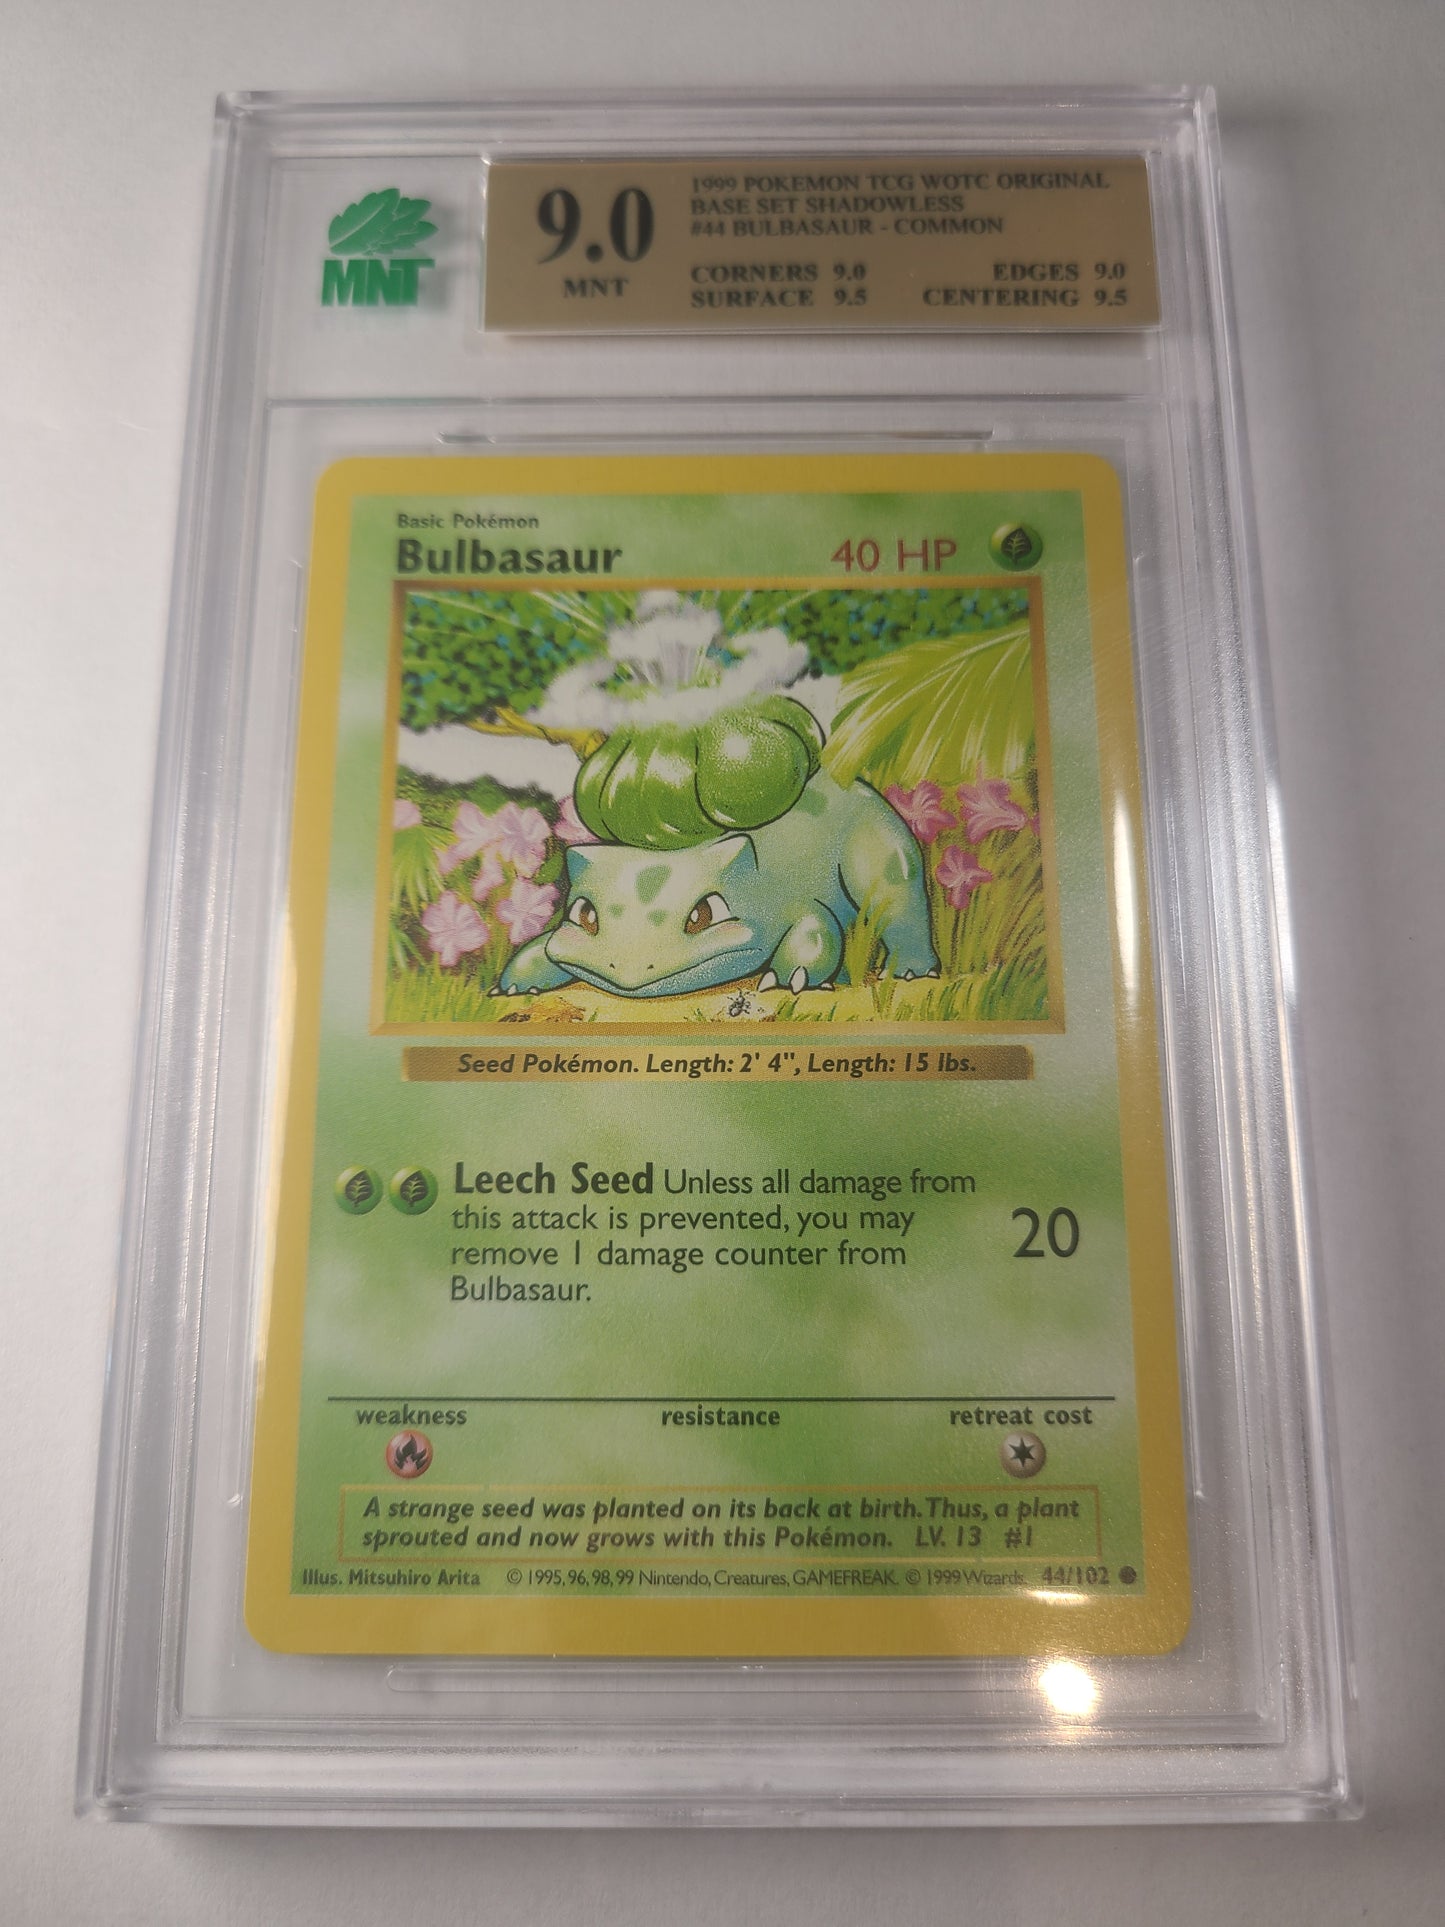 MNT
9.0
MNT
1999 POKEMON TCG WOTC ORIGINAL
BASE SET SHADOWLESS
#44 BULBASAUR - COMMON
CORNERS 9.0 EDGES 9.0
SURFACE 9.5 CENTERING 9.5
Basic Pokémon
Bulbasaur 40 HP
Seed Pokémon. Length: 2' 4", Length: 15 lbs.
Leech Seed Unless all damage from
this attack is prevented, you may
remove 1 damage counter from
Bulbasaur.
20
weakness resistance retreat cost
A strange seed was planted on its back at birth. Thus, a plant
sprouted and now grows with this Pokémon. LV. 13 #1
Illus. Mitsuhiro Arita © 1995, 96, 98, 99 Nintendo, Creatures, GAMEFREAK. © 1999 Wizards. 44/102